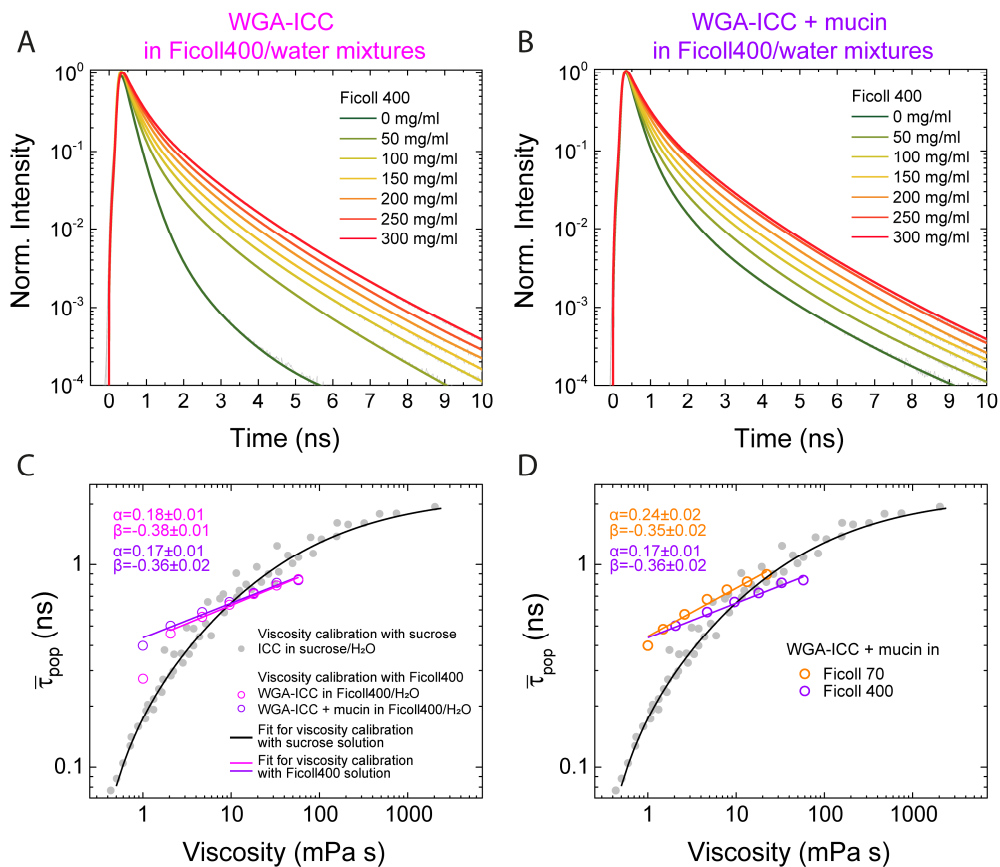 A
WGA-ICC
in Ficoll400/water mixtures
Norm. Intensity
10⁰
10⁻¹
10⁻²
10⁻³
10⁻⁴
Ficoll 400
0 mg/ml
50 mg/ml
100 mg/ml
150 mg/ml
200 mg/ml
250 mg/ml
300 mg/ml
0 1 2 3 4 5 6 7 8 9 10
Time (ns)
B
WGA-ICC + mucin
in Ficoll400/water mixtures
Norm. Intensity
10⁰
10⁻¹
10⁻²
10⁻³
10⁻⁴
Ficoll 400
0 mg/ml
50 mg/ml
100 mg/ml
150 mg/ml
200 mg/ml
250 mg/ml
300 mg/ml
0 1 2 3 4 5 6 7 8 9 10
Time (ns)
C
τ̅pop (ns)
1
0.1
α=0.18±0.01
β=-0.38±0.01
α=0.17±0.01
β=-0.36±0.02
Viscosity calibration with sucrose
ICC in sucrose/H₂O
Viscosity calibration with Ficoll400
WGA-ICC in Ficoll400/H₂O
WGA-ICC + mucin in Ficoll400/H₂O
Fit for viscosity calibration
with sucrose solution
Fit for viscosity calibration
with Ficoll400 solution
1 10 100 1000
Viscosity (mPa s)
D
τ̅pop (ns)
1
0.1
α=0.24±0.02
β=-0.35±0.02
α=0.17±0.01
β=-0.36±0.02
WGA-ICC + mucin in
Ficoll 70
Ficoll 400
1 10 100 1000
Viscosity (mPa s)